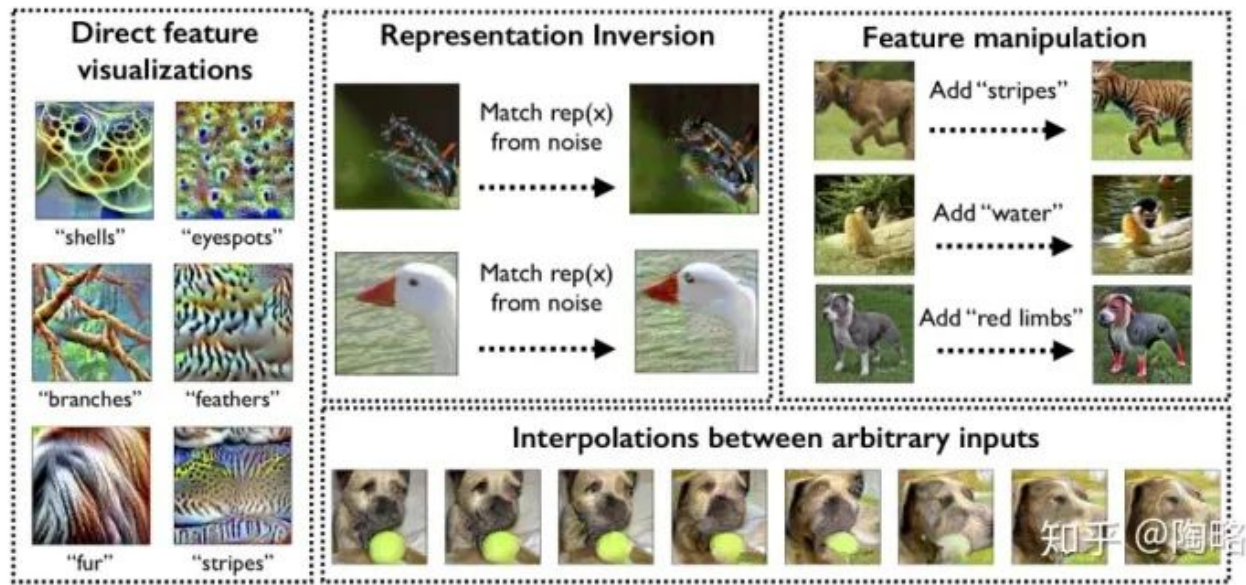 Direct feature
visualizations
"shells"
"eyespots"
"branches"
"feathers"
"fur"
"stripes"
Representation Inversion
Match rep(x)
from noise
Match rep(x)
from noise
Feature manipulation
Add "stripes"
Add "water"
Add "red limbs"
Interpolations between arbitrary inputs
知乎 @陶略